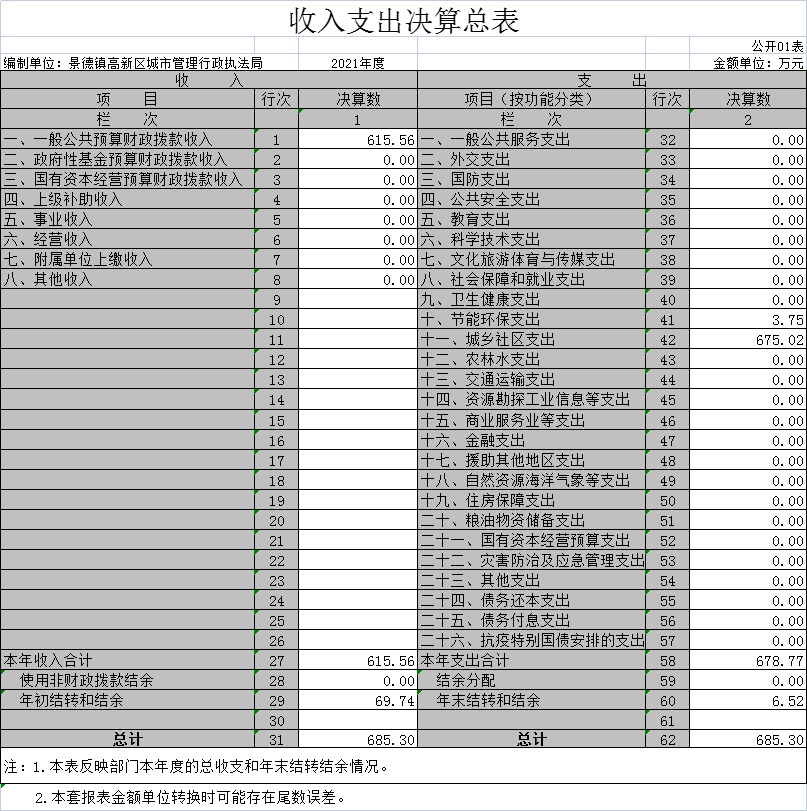 收入支出决算总表
公开01表
编制单位：景德镇高新区城市管理行政执法局 2021年度 金额单位：万元
收 入 支 出
项 目 行次 决算数 项目（按功能分类） 行次 决算数
栏 次 1 栏 次 2
一、一般公共预算财政拨款收入 1 615.56 一、一般公共服务支出 32 0.00
二、政府性基金预算财政拨款收入 2 0.00 二、外交支出 33 0.00
三、国有资本经营预算财政拨款收入 3 0.00 三、国防支出 34 0.00
四、上级补助收入 4 0.00 四、公共安全支出 35 0.00
五、事业收入 5 0.00 五、教育支出 36 0.00
六、经营收入 6 0.00 六、科学技术支出 37 0.00
七、附属单位上缴收入 7 0.00 七、文化旅游体育与传媒支出 38 0.00
八、其他收入 8 0.00 八、社会保障和就业支出 39 0.00
9 九、卫生健康支出 40 0.00
10 十、节能环保支出 41 3.75
11 十一、城乡社区支出 42 675.02
12 十二、农林水支出 43 0.00
13 十三、交通运输支出 44 0.00
14 十四、资源勘探工业信息等支出 45 0.00
15 十五、商业服务业等支出 46 0.00
16 十六、金融支出 47 0.00
17 十七、援助其他地区支出 48 0.00
18 十八、自然资源海洋气象等支出 49 0.00
19 十九、住房保障支出 50 0.00
20 二十、粮油物资储备支出 51 0.00
21 二十一、国有资本经营预算支出 52 0.00
22 二十二、灾害防治及应急管理支出 53 0.00
23 二十三、其他支出 54 0.00
24 二十四、债务还本支出 55 0.00
25 二十五、债务付息支出 56 0.00
26 二十六、抗疫特别国债安排的支出 57 0.00
本年收入合计 27 615.56 本年支出合计 58 678.77
使用非财政拨款结余 28 0.00 结余分配 59 0.00
年初结转和结余 29 69.74 年末结转和结余 60 6.52
30 61
总计 31 685.30 总计 62 685.30
注：1.本表反映部门本年度的总收支和年末结转结余情况。
2.本套报表金额单位转换时可能存在尾数误差。